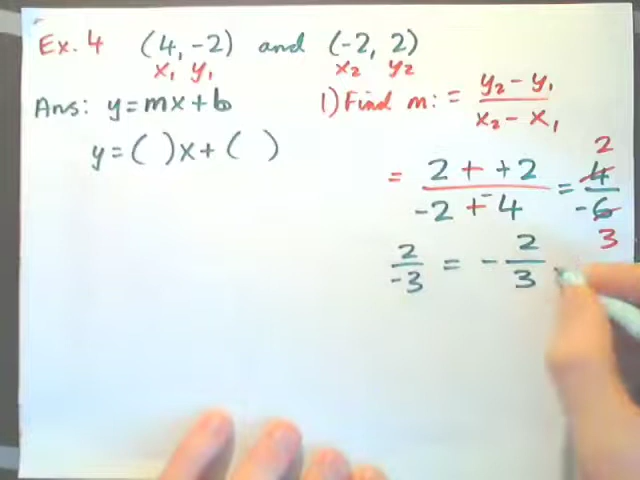 Ex. 4 (4, -2) and (-2, 2)
x₁ y₁ x₂ y₂
Ans: y = mx + b
y = ( )x + ( )
1) Find m: = y₂ - y₁ / x₂ - x₁
= 2 + +2 / -2 + -4 = 4 / -6
2
3
2 / -3 = - 2 / 3